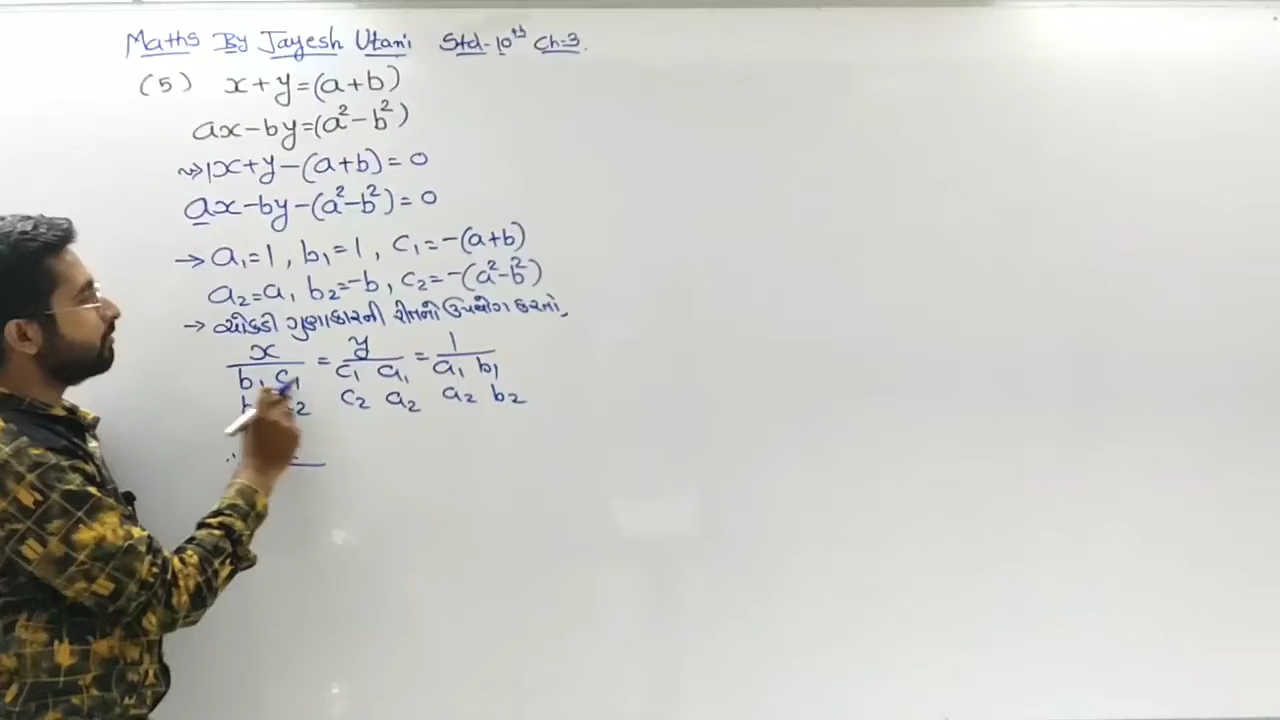 Maths By Jayesh Utani Std-10th Ch-3.
(5) x+y=(a+b)
ax-by=(a²-b²)
⇝1x+y-(a+b)=0
ax-by-(a²-b²)=0
→ a₁=1, b₁=1, c₁=-(a+b)
a₂=a, b₂=-b, c₂=-(a²-b²)
→ ચોકડી ગુણાકારની રીતનો ઉપયોગ કરતાં,
x = y = 1
b₁ c₁ c₁ a₁ a₁ b₁
2 c₂ a₂ a₂ b₂